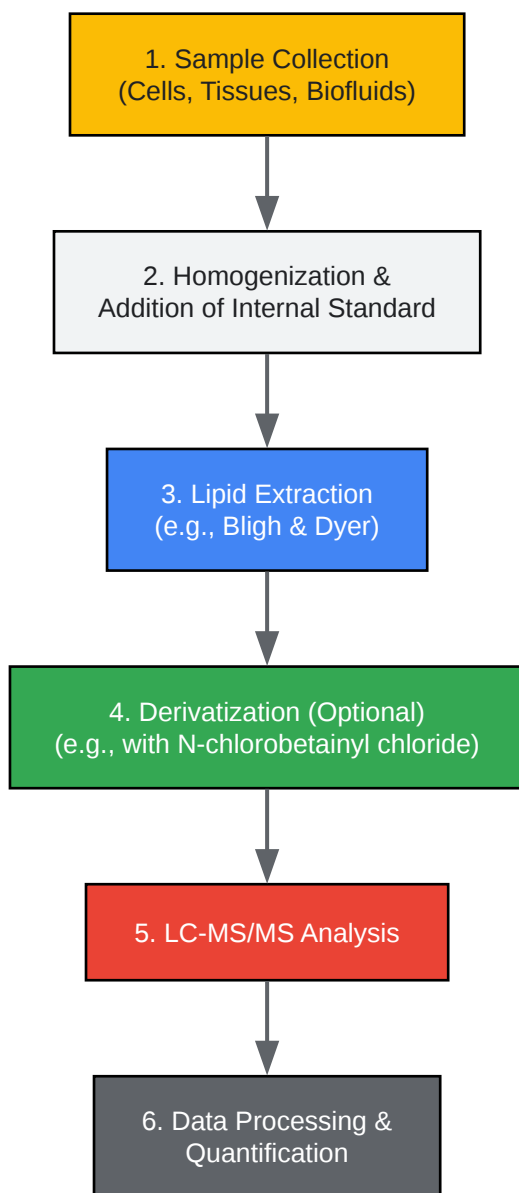 1. Sample Collection
(Cells, Tissues, Biofluids)
2. Homogenization &
Addition of Internal Standard
3. Lipid Extraction
(e.g., Bligh & Dyer)
4. Derivatization (Optional)
(e.g., with N-chlorobetainyl chloride)
5. LC-MS/MS Analysis
6. Data Processing &
Quantification